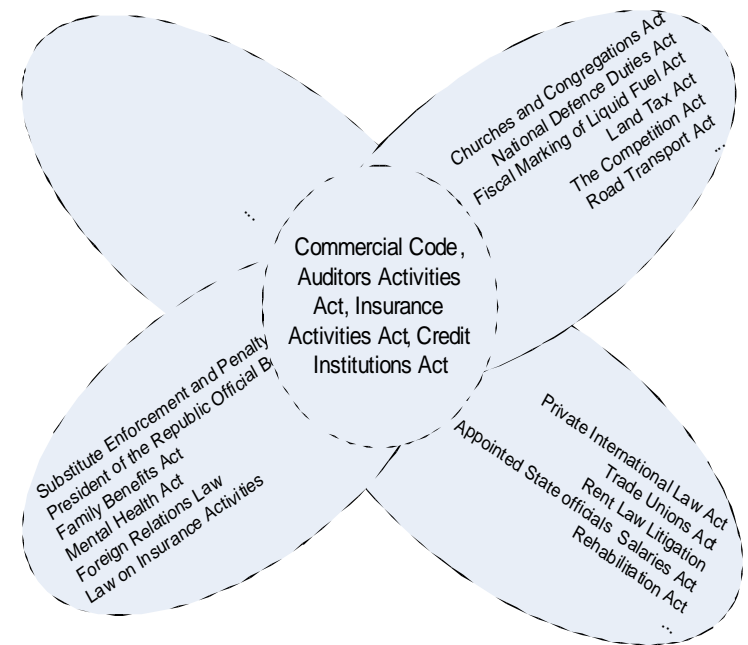 ...
Churches and Congregations Act
National Defence Duties Act
Fiscal Marking of Liquid Fuel Act
Land Tax Act
The Competition Act
Road Transport Act
...
Commercial Code,
Auditors Activities
Act, Insurance
Activities Act, Credit
Institutions Act
Substitute Enforcement and Penalty
President of the Republic Official
Family Benefits Act
Mental Health Act
Foreign Relations Law
Law on Insurance Activities
Private International Law Act
Trade Unions Act
Rent Law Litigation
Appointed State officials Salaries Act
Rehabilitation Act
...